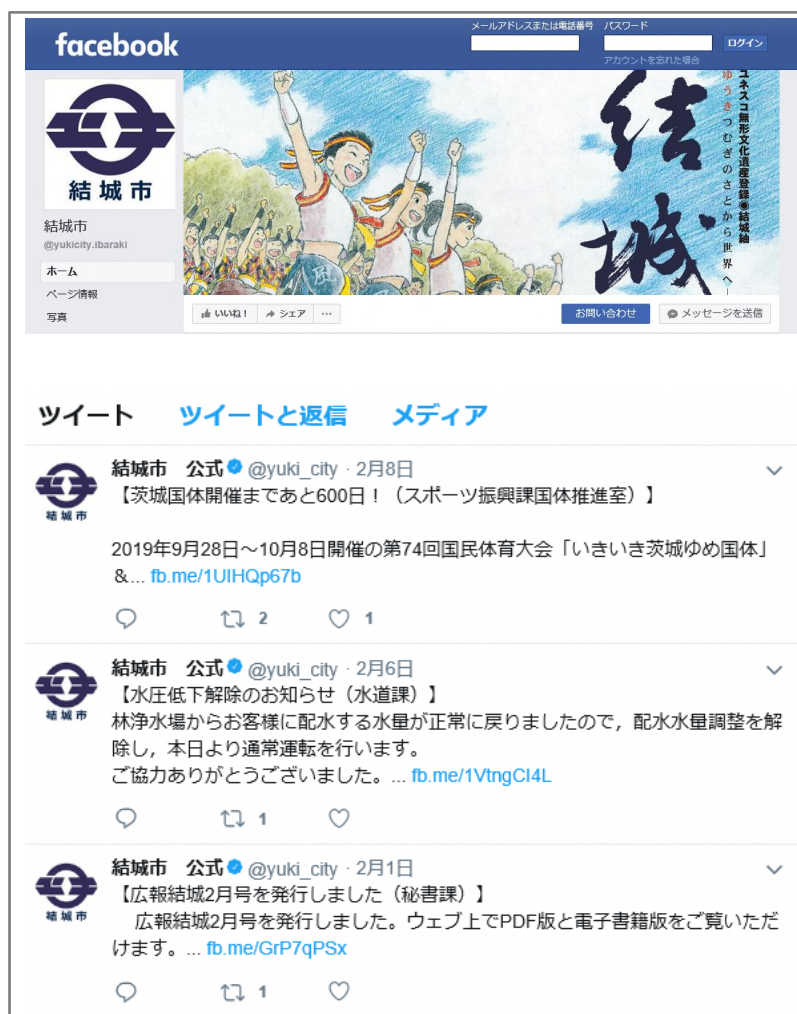 facebook
メールアドレスまたは電話番号 パスワード
ログイン
アカウントを忘れた場合
結城市
結城市
@yukicity.ibaraki
ホーム
ページ情報
写真
結城
ユネスコ無形文化遺産登録◉結城紬
ゆうきつむぎのさとから世界へ
いいね! シェア ...
お問い合わせ メッセージを送信
ツイート ツイートと返信 メディア
結城市 公式 @yuki_city · 2月8日
【茨城国体開催まであと600日!(スポーツ振興課国体推進室)】
2019年9月28日~10月8日開催の第74回国民体育大会「いきいき茨城ゆめ国体」
&... fb.me/1UIHQp67b
2 1
結城市
結城市 公式 @yuki_city · 2月6日
【水圧低下解除のお知らせ(水道課)】
林浄水場からお客様に配水する水量が正常に戻りましたので,配水水量調整を解
除し,本日より通常運転を行います。
ご協力ありがとうございました。... fb.me/1VtngCI4L
1
結城市
結城市 公式 @yuki_city · 2月1日
【広報結城2月号を発行しました(秘書課)】
広報結城2月号を発行しました。ウェブ上でPDF版と電子書籍版をご覧いただ
けます。... fb.me/GrP7qPSx
1
結城市